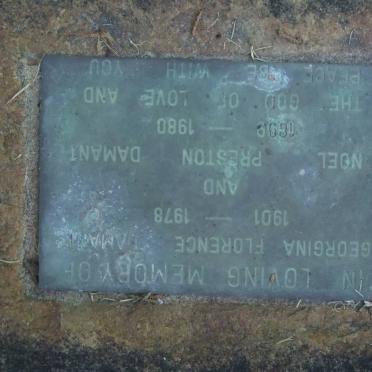 IN LOVING MEMORY OF
GEORGINA FLORENCE DAMANT
1901 — 1978
AND
NOEL PRESTON DAMANT
1899 — 1980
THE GOD OF LOVE AND
PEACE BE WITH YOU